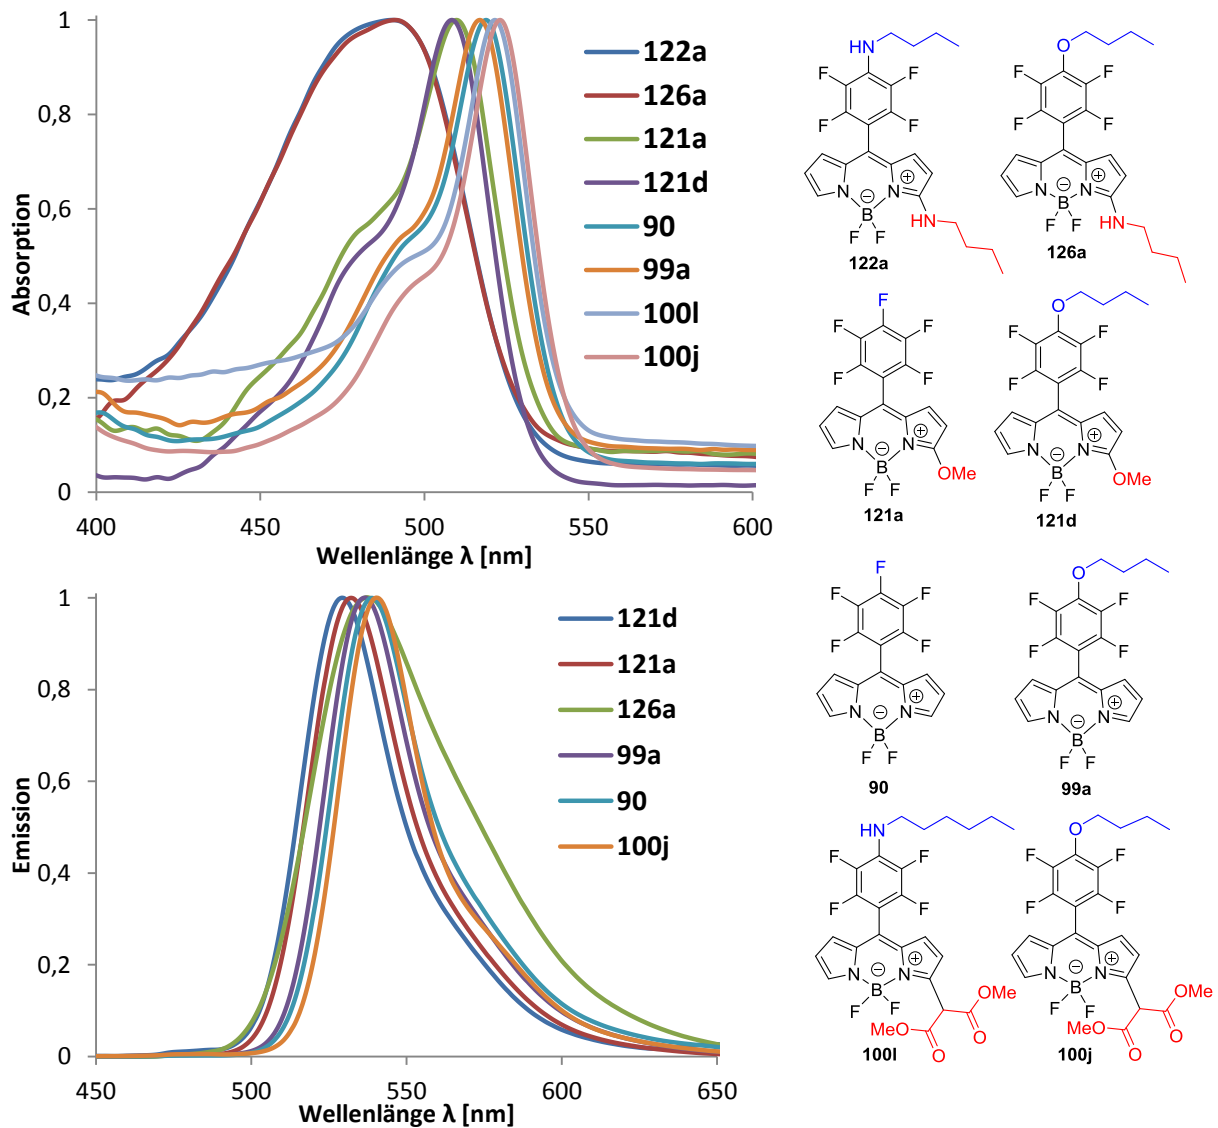 1
0,8
0,6
0,4
0,2
0
Absorption
400
450
500
550
600
Wellenlänge λ [nm]
122a
126a
121a
121d
90
99a
100l
100j
1
0,8
0,6
0,4
0,2
0
Emission
450
500
550
600
650
Wellenlänge λ [nm]
121d
121a
126a
99a
90
100j
HN
F F
F F
N ⊖ N ⊕
B
F F
HN
122a
O
F F
F F
N ⊖ N ⊕
B
F F
HN
126a
F
F F
F F
N ⊖ N ⊕
B
F F
OMe
121a
O
F F
F F
N ⊖ N ⊕
B
F F
OMe
121d
F
F F
F F
N ⊖ N ⊕
B
F F
90
O
F F
F F
N ⊖ N ⊕
B
F F
99a
HN
F F
F F
N ⊖ N ⊕
B
F F
OMe
MeO
O
O
100l
O
F F
F F
N ⊖ N ⊕
B
F F
OMe
MeO
O
O
100j